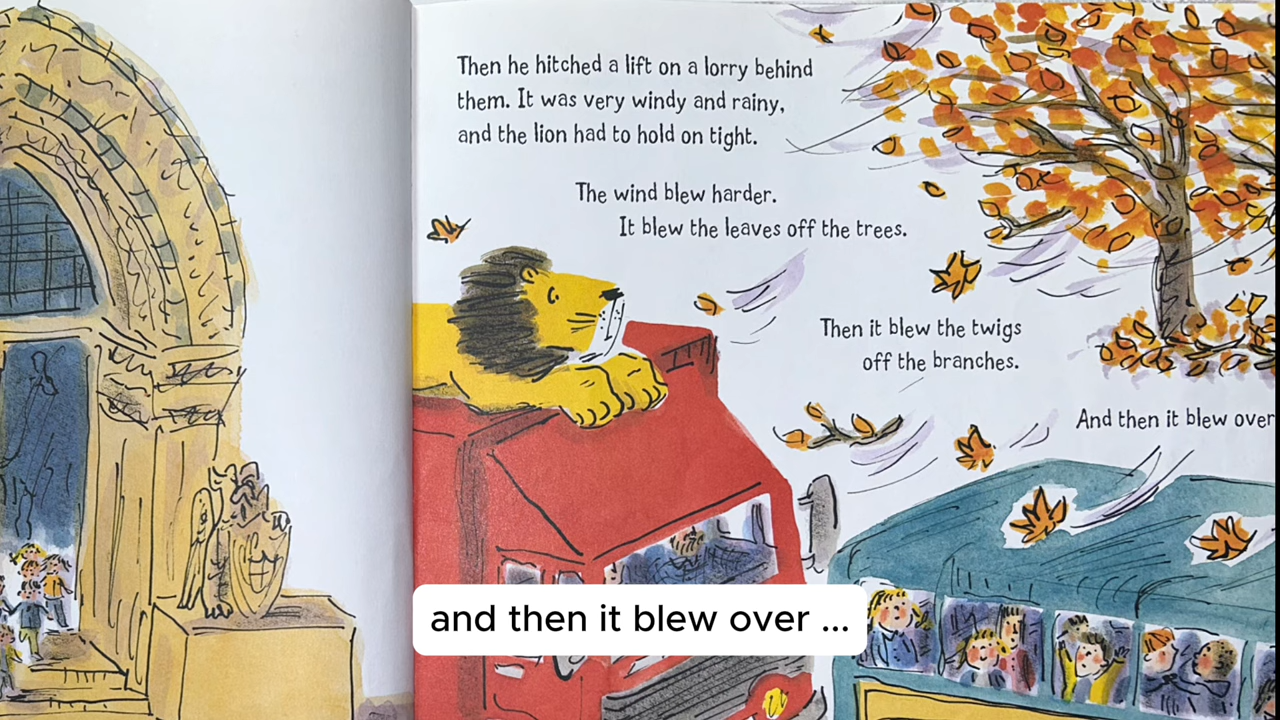 Then he hitched a lift on a lorry behind
them. It was very windy and rainy,
and the lion had to hold on tight.
The wind blew harder.
It blew the leaves off the trees.
Then it blew the twigs
off the branches.
And then it blew over
and then it blew over ...